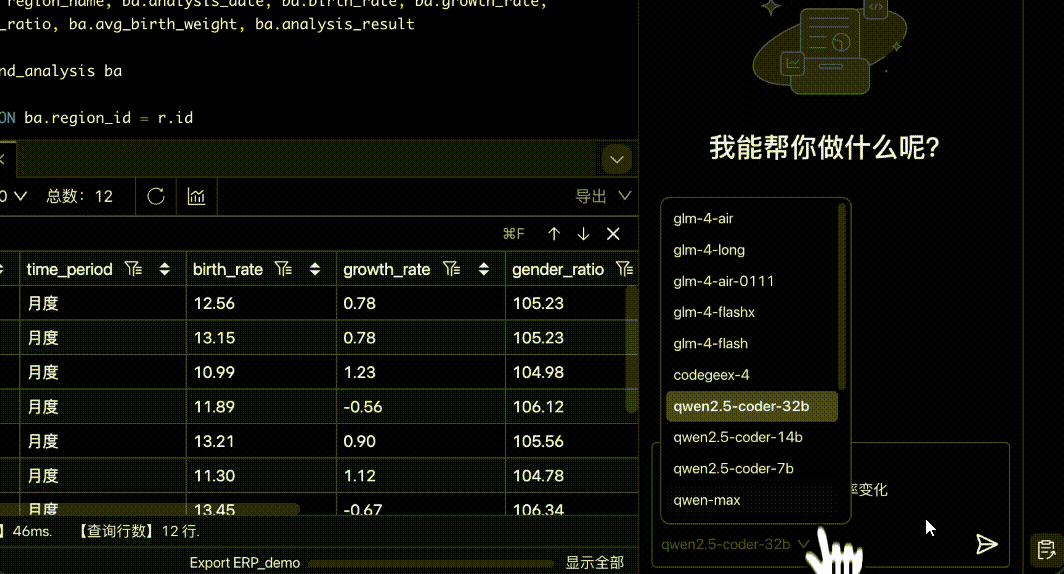 region_name, ba.analysis_date, ba.birth_rate, ba.growth_rate,
_ratio, ba.avg_birth_weight, ba.analysis_result
nd_analysis ba
ON ba.region_id = r.id
0
总数：12
导出
⌘F
time_period birth_rate growth_rate gender_ratio
月度 12.56 0.78 105.23
月度 13.15 0.78 105.23
月度 10.99 1.23 104.98
月度 11.89 -0.56 106.12
月度 13.21 0.90 105.56
月度 11.30 1.12 104.78
月度 13.45 -0.67 106.34
】46ms. 【查询行数】12 行.
Export ERP_demo
显示全部
我能帮你做什么呢?
glm-4-air
glm-4-long
glm-4-air-0111
glm-4-flashx
glm-4-flash
codegeex-4
qwen2.5-coder-32b
qwen2.5-coder-14b
qwen2.5-coder-7b
qwen-max
率变化
qwen2.5-coder-32b